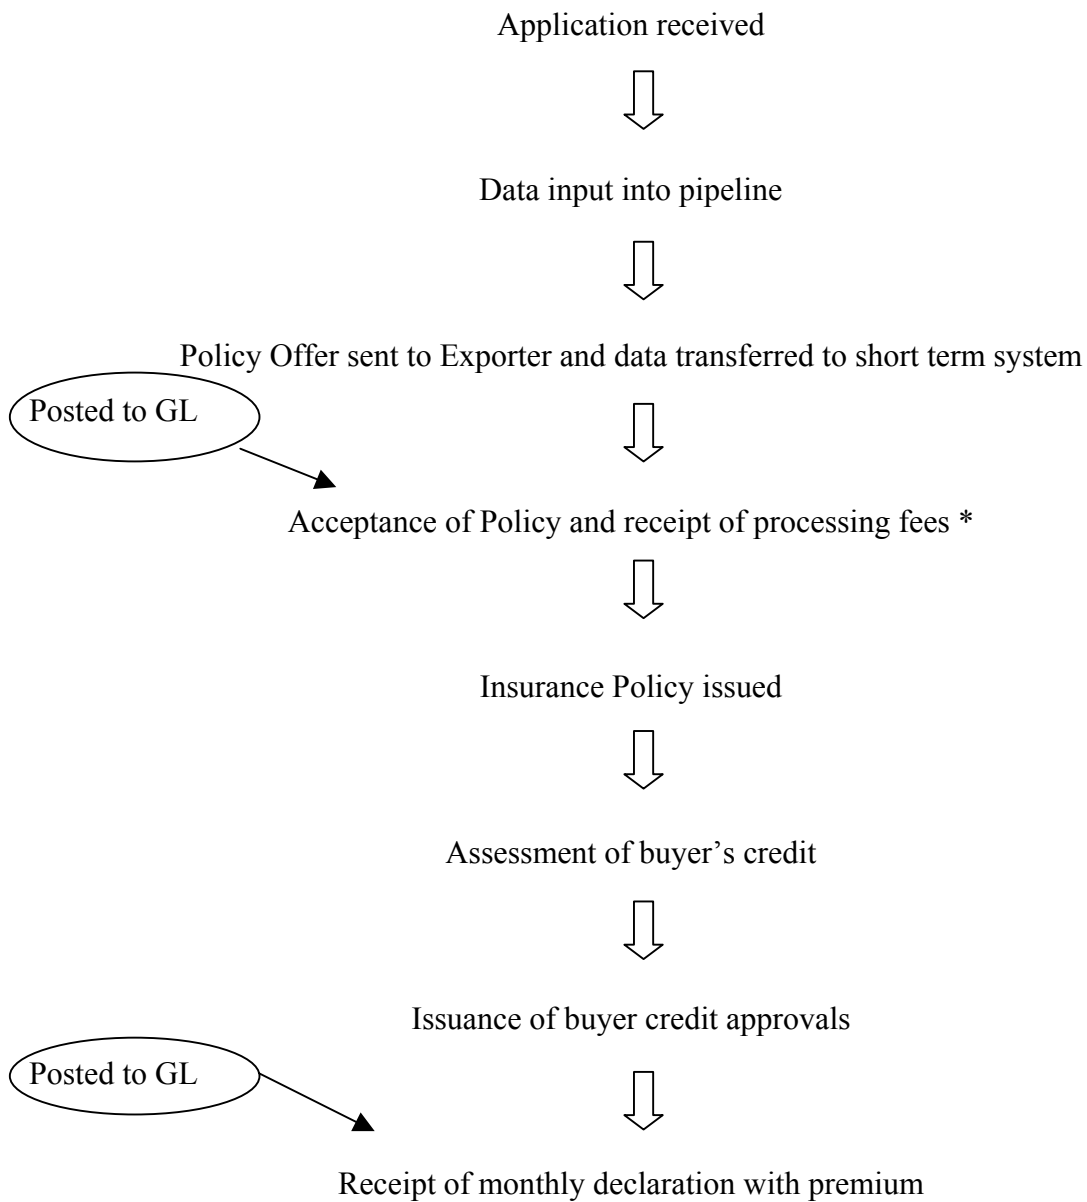 Application received
Data input into pipeline
Policy Offer sent to Exporter and data transferred to short term system
Posted to GL
Acceptance of Policy and receipt of processing fees *
Insurance Policy issued
Assessment of buyer’s credit
Issuance of buyer credit approvals
Posted to GL
Receipt of monthly declaration with premium